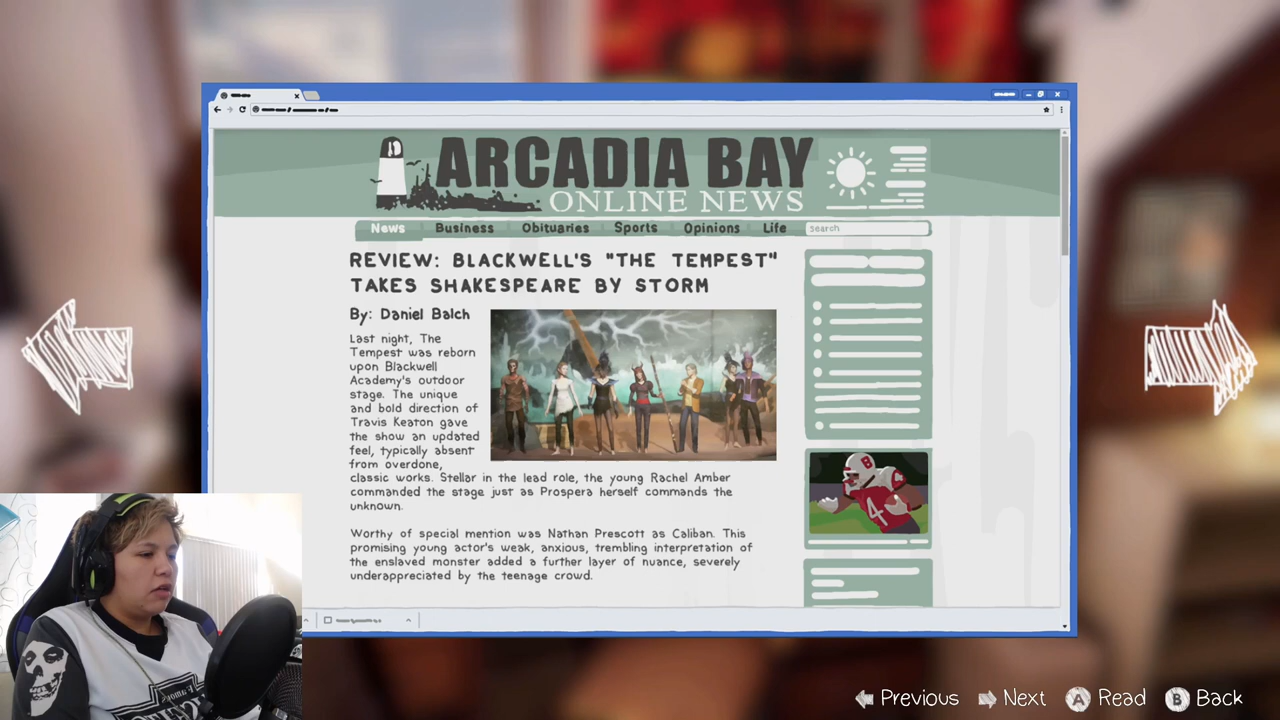 ARCADIA BAY
ONLINE NEWS
News Business Obituaries Sports Opinions Life Search
REVIEW: BLACKWELL'S "THE TEMPEST"
TAKES SHAKESPEARE BY STORM
By: Daniel Balch
Last night, The
Tempest was reborn
upon Blackwell
Academy's outdoor
stage. The unique
and bold direction of
Travis Keaton gave
the show an updated
feel, typically absent
from overdone,
classic works. Stellar in the lead role, the young Rachel Amber
commanded the stage just as Prospera herself commands the
unknown.
Worthy of special mention was Nathan Prescott as Caliban. This
promising young actor's weak, anxious, trembling interpretation of
the enslaved monster added a further layer of nuance, severely
underappreciated by the teenage crowd.
B
4
4
Previous Next A Read B Back